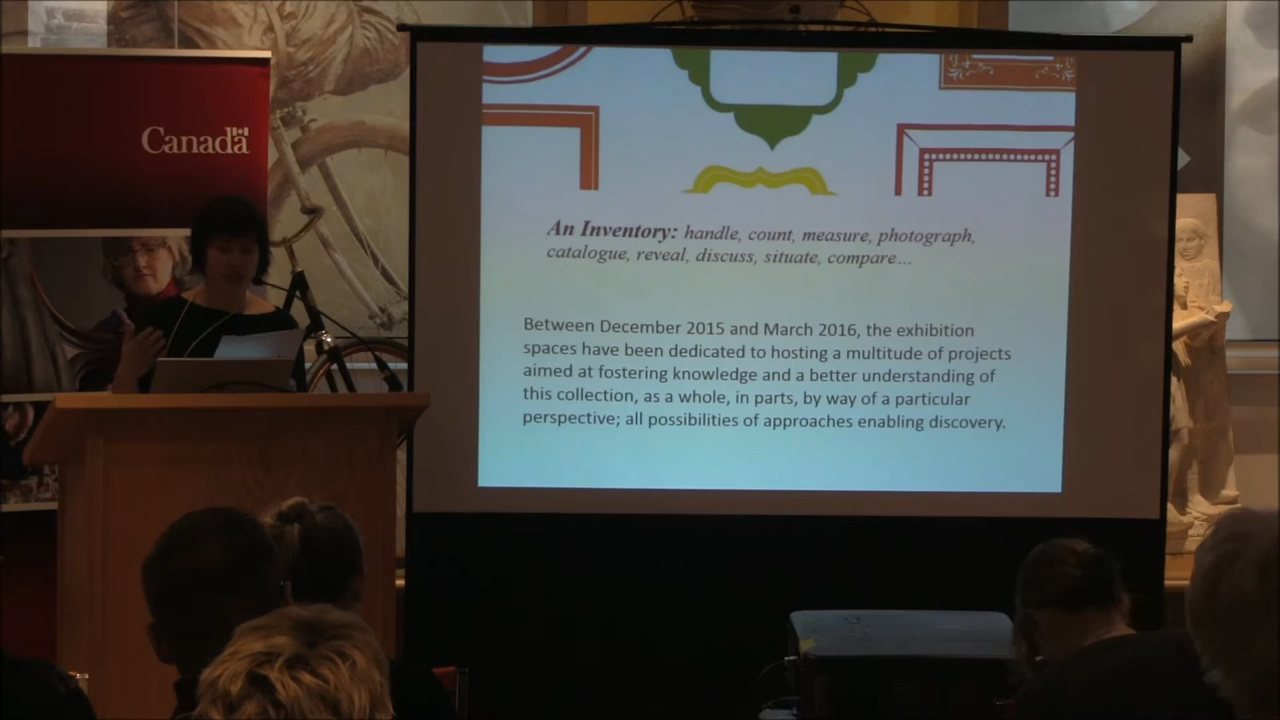 Canada
An Inventory: handle, count, measure, photograph,
catalogue, reveal, discuss, situate, compare...
Between December 2015 and March 2016, the exhibition
spaces have been dedicated to hosting a multitude of projects
aimed at fostering knowledge and a better understanding of
this collection, as a whole, in parts, by way of a particular
perspective; all possibilities of approaches enabling discovery.